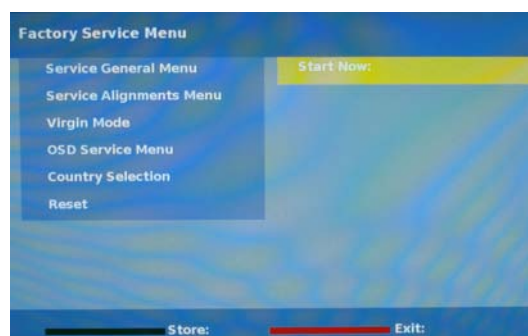 Factory Service Menu
Service General Menu
Start Now:
Service Alignments Menu
Virgin Mode
OSD Service Menu
Country Selection
Reset
Store:
Exit: